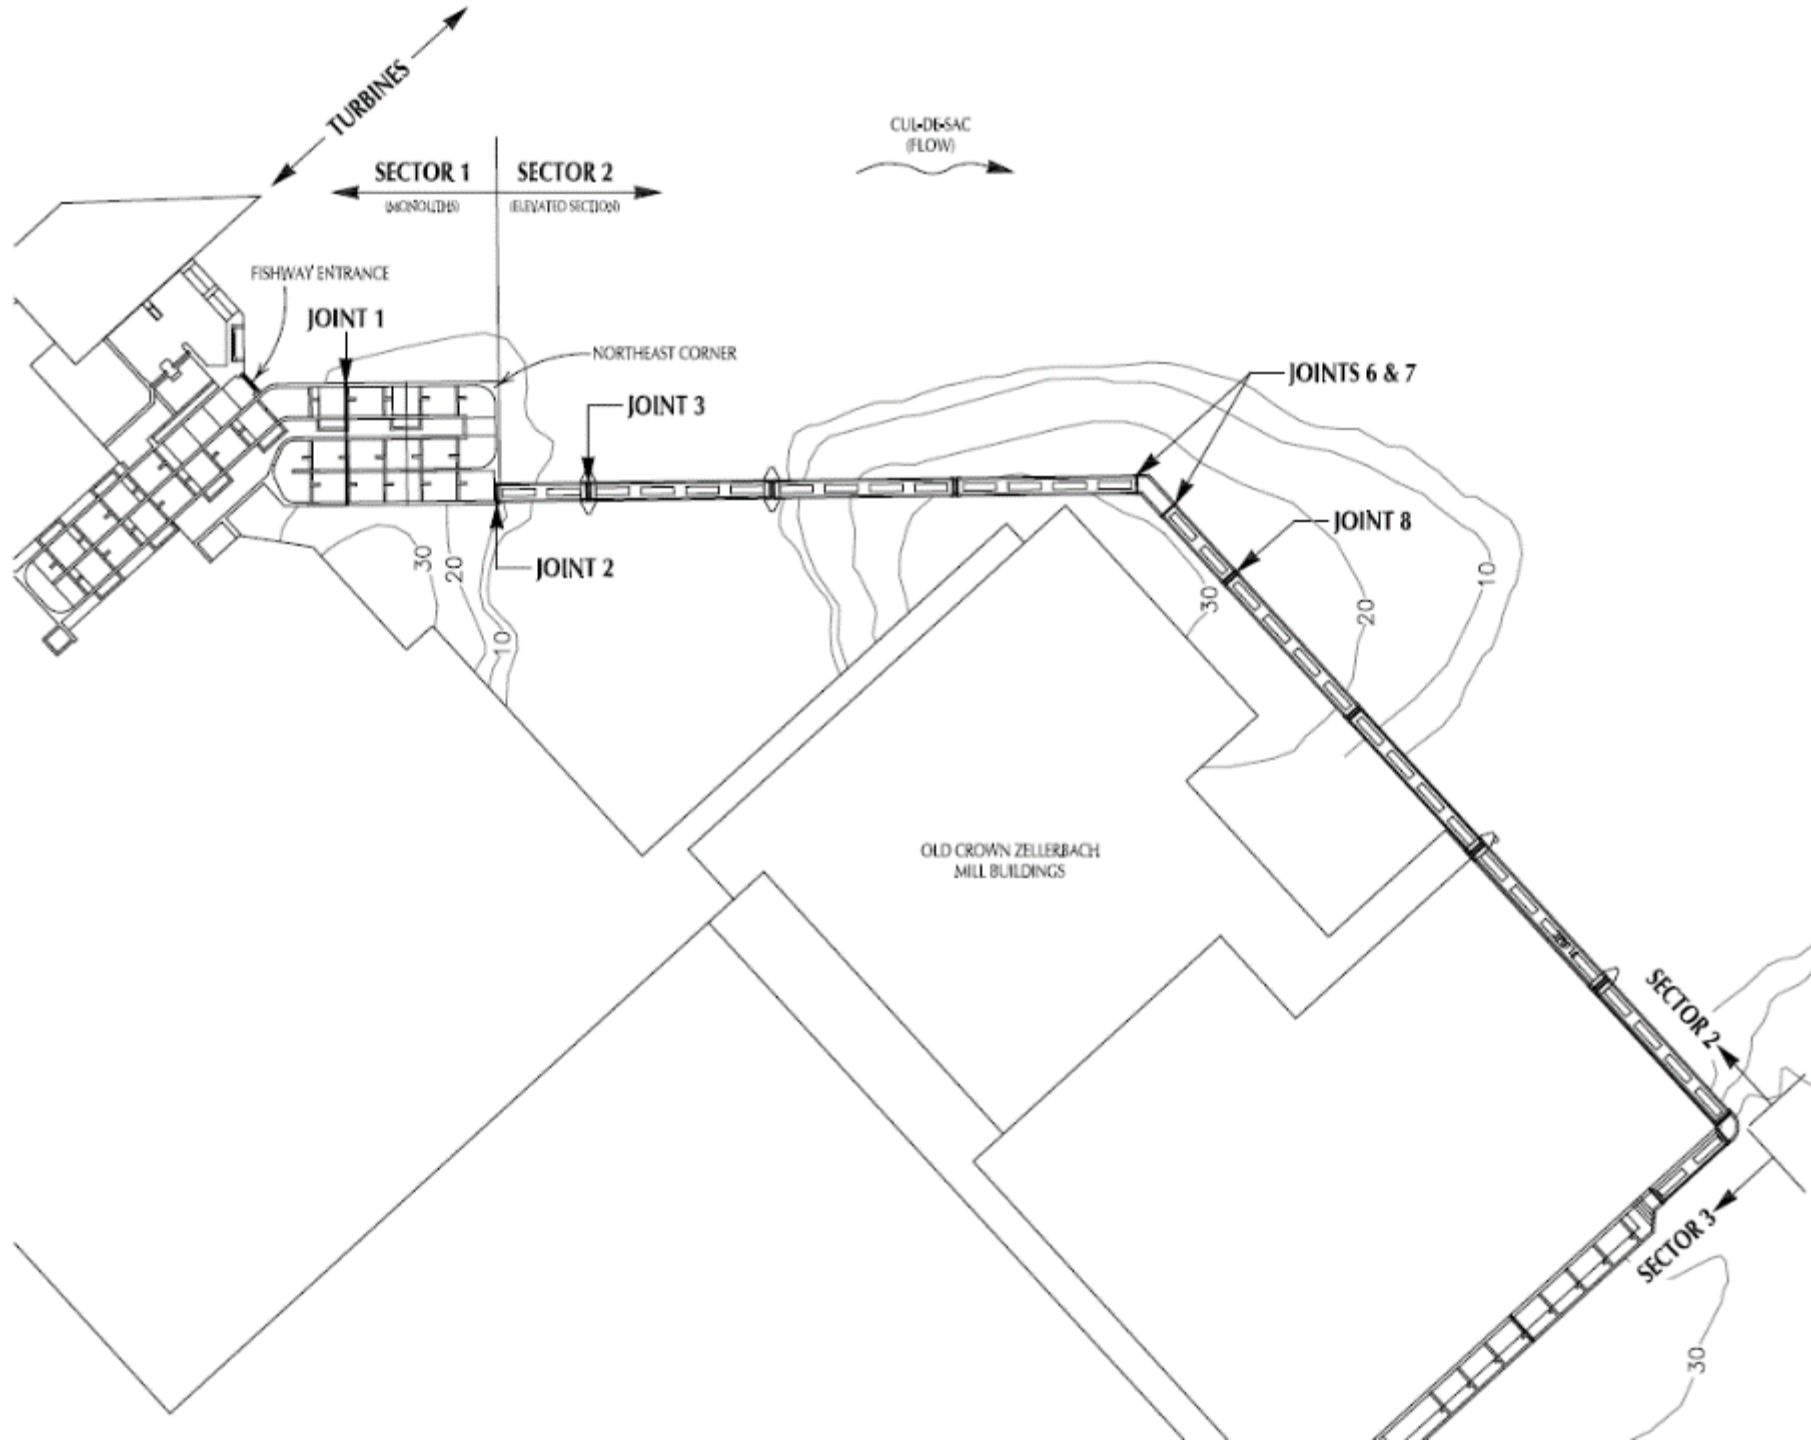 TURBINES
CUL-DE-SAC
(FLOW)
SECTOR 1
(MONOLITHS)
SECTOR 2
(ELEVATED SECTION)
FISHWAY ENTRANCE
JOINT 1
NORTHEAST CORNER
JOINT 3
JOINTS 6 & 7
JOINT 8
JOINT 2
30
20
10
30
20
10
OLD CROWN ZELLERBACH
MILL BUILDINGS
SECTOR 2
SECTOR 3
30